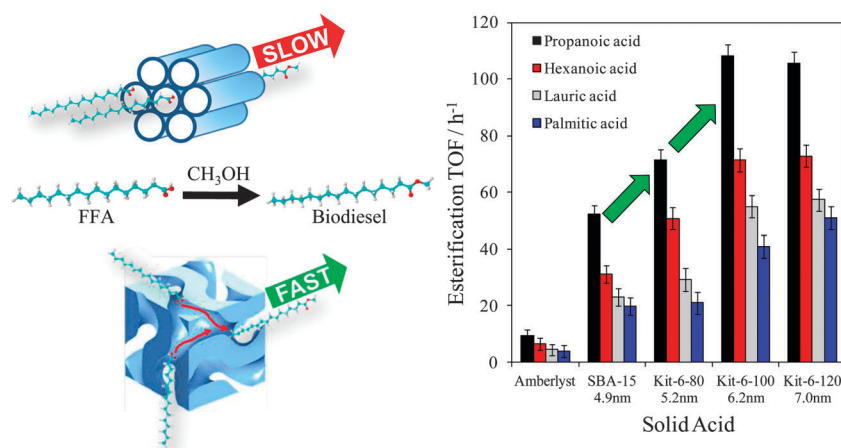 SLOW
CH₃OH
FFA
Biodiesel
FAST
Esterification TOF / h⁻¹
120
100
80
60
40
20
0
Propanoic acid
Hexanoic acid
Lauric acid
Palmitic acid
Amberlyst
SBA-15
4.9nm
Kit-6-80
5.2nm
Kit-6-100
6.2nm
Kit-6-120
7.0nm
Solid Acid